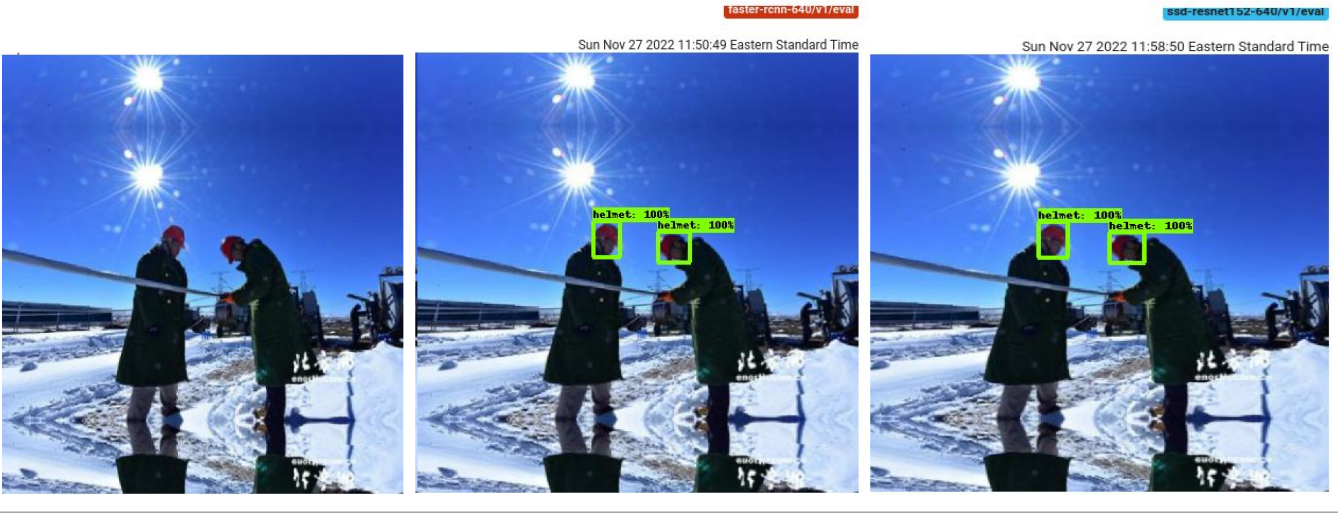 faster-rcnn-640/v1/eval
ssd-resnet152-640/v1/eval
Sun Nov 27 2022 11:50:49 Eastern Standard Time
Sun Nov 27 2022 11:58:50 Eastern Standard Time
helmet: 100%
helmet: 100%
helmet: 100%
helmet: 100%